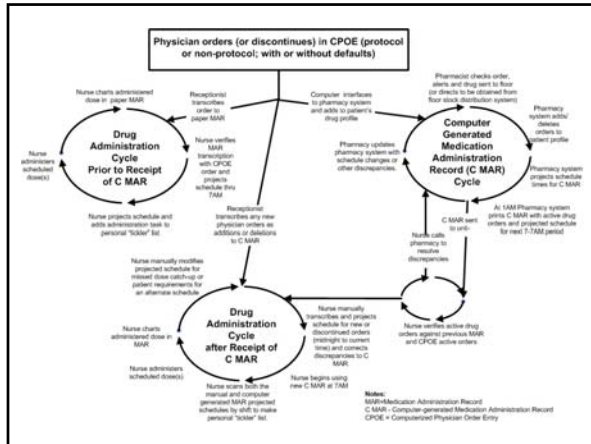 Physician orders (or discontinues) in CPOE (protocol
or non-protocol; with or without defaults)
Nurse charts administered
dose in paper MAR
Receptionist
transcribes
order to
paper MAR
Nurse verifies
MAR
transcription
with CPOE
order and
projects
schedule thru
7AM
Nurse projects schedule and
adds administration task to
personal "tickler" list
Nurse
administers
scheduled
dose(s)
Drug
Administration
Cycle
Prior to Receipt
of C MAR
Computer interfaces
to pharmacy system
and adds to patient's
drug profile
Pharmacist checks order,
alerts and drug sent to floor
(or directs to be obtained from
floor stock distribution system)
Pharmacy
system adds/
deletes
orders to
patient profile
Pharmacy system
projects schedule
times for C MAR
At 1AM Pharmacy system
prints C MAR with active drug
orders and projected schedule
for next 7-7AM period
Pharmacy updates
pharmacy system with
schedule changes or
other discrepancies.
Computer
Generated
Medication
Administration
Record (C MAR)
Cycle
C MAR sent
to unit-
Nurse calls
pharmacy to
resolve
discrepancies
Nurse verifies active drug
orders against previous MAR
and CPOE active orders
Receptionist
transcribes any new
physician orders as
additions or deletions
to C MAR
Nurse manually modifies
projected schedule for
missed dose catch-up or
patient requirements for
an alternate schedule
Nurse charts
administered dose in
MAR
Nurse administers
scheduled dose(s)
Nurse scans both the
manual and computer
generated MAR projected
schedules by shift to make
personal "tickler" list.
Nurse begins using
new C MAR at 7AM
Nurse manually
transcribes and projects
schedule for new or
discontinued orders
(midnight to current
time) and corrects
discrepancies to C
MAR
Drug
Administration
Cycle
after Receipt of
C MAR
Notes:
MAR=Medication Administration Record
C MAR - Computer-generated Medication Administration Record
CPOE = Computerized Physician Order Entry